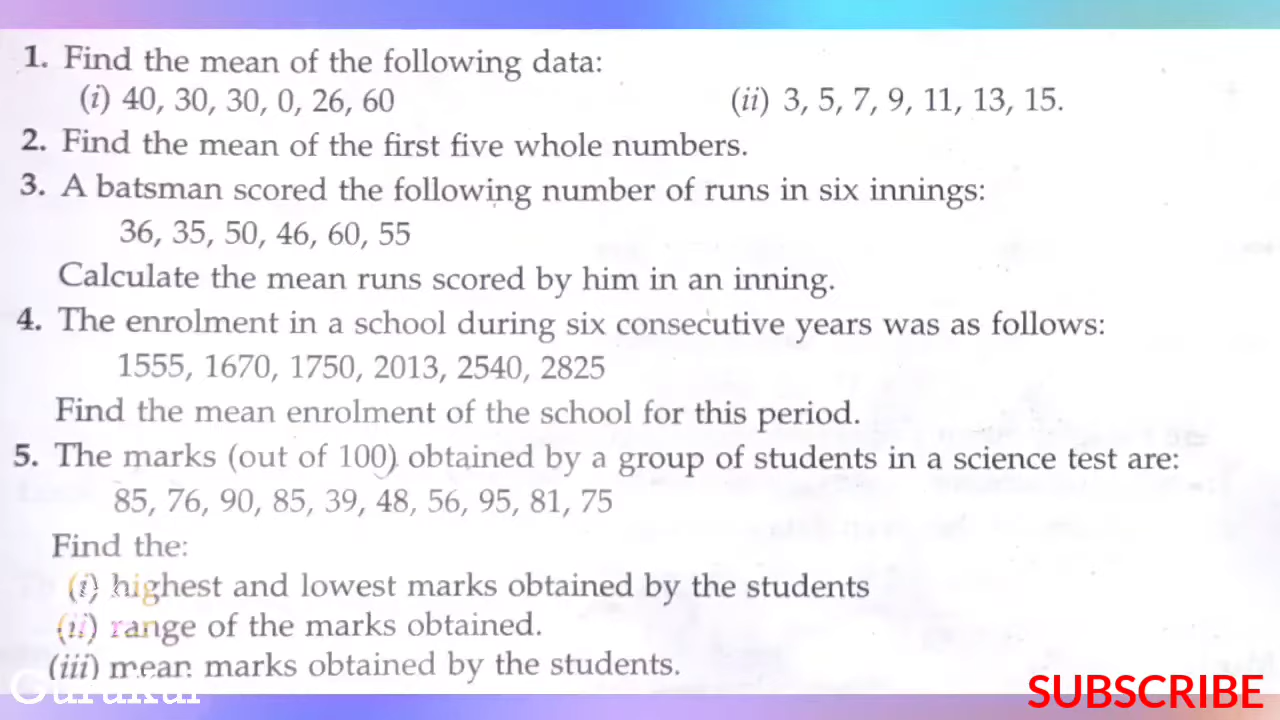 1. Find the mean of the following data:
(i) 40, 30, 30, 0, 26, 60 (ii) 3, 5, 7, 9, 11, 13, 15.
2. Find the mean of the first five whole numbers.
3. A batsman scored the following number of runs in six innings:
36, 35, 50, 46, 60, 55
Calculate the mean runs scored by him in an inning.
4. The enrolment in a school during six consecutive years was as follows:
1555, 1670, 1750, 2013, 2540, 2825
Find the mean enrolment of the school for this period.
5. The marks (out of 100) obtained by a group of students in a science test are:
85, 76, 90, 85, 39, 48, 56, 95, 81, 75
Find the:
(i) highest and lowest marks obtained by the students
(ii) range of the marks obtained.
(iii) mean marks obtained by the students.
Gurukul
SUBSCRIBE